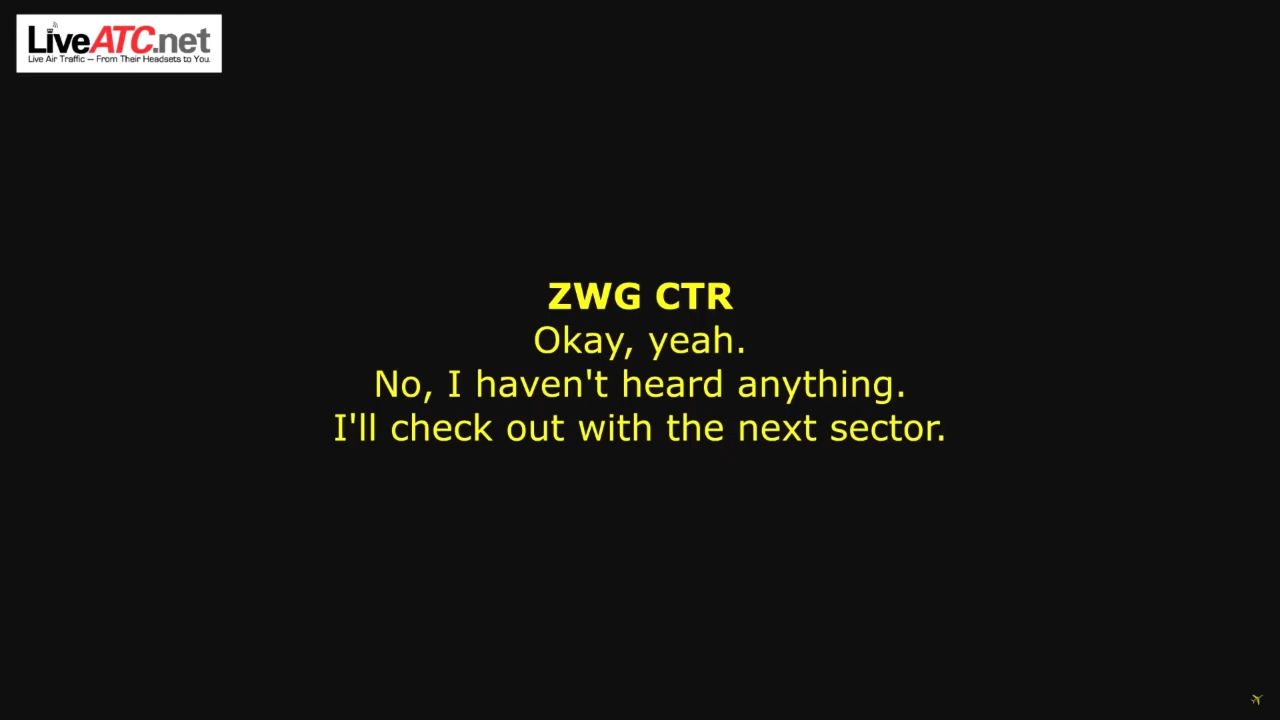 LiveATC.net
Live Air Traffic — From Their Headsets to You.
ZWG CTR
Okay, yeah.
No, I haven't heard anything.
I'll check out with the next sector.